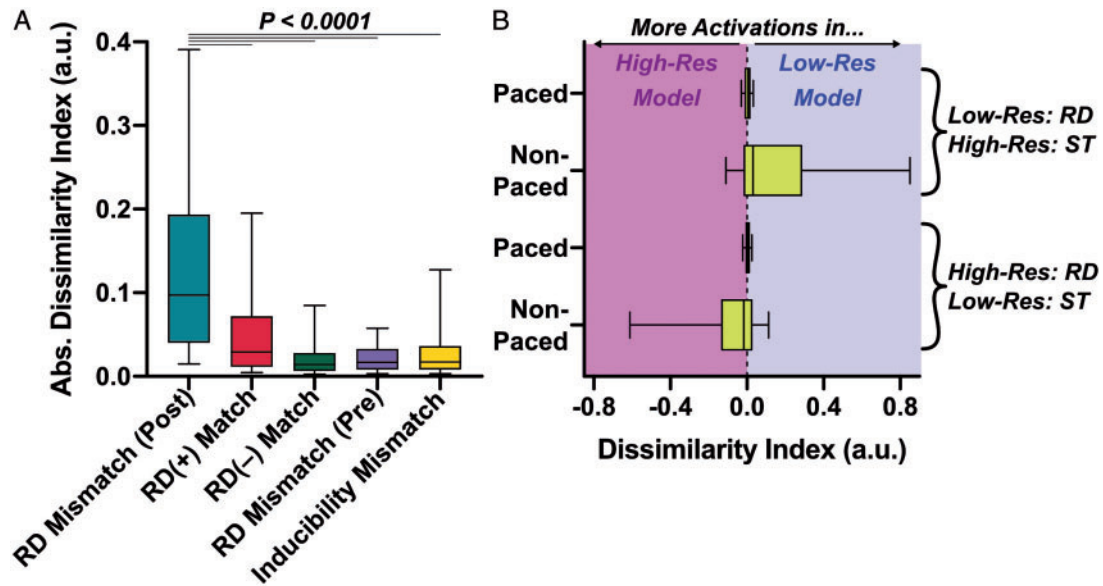 A
P < 0.0001
Abs. Dissimilarity Index (a.u.)
0.4
0.3
0.2
0.1
0.0
RD Mismatch (Post)
RD(+) Match
RD(–) Match
RD Mismatch (Pre)
Inducibility Mismatch
B
More Activations in...
High-Res
Model
Low-Res
Model
Paced
Non-
Paced
Paced
Non-
Paced
Low-Res: RD
High-Res: ST
High-Res: RD
Low-Res: ST
-0.8 -0.4 0.0 0.4 0.8
Dissimilarity Index (a.u.)